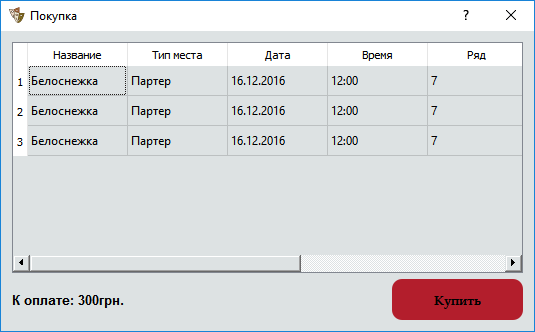 Покупка
Название Тип места Дата Время Ряд
1 Белоснежка Партер 16.12.2016 12:00 7
2 Белоснежка Партер 16.12.2016 12:00 7
3 Белоснежка Партер 16.12.2016 12:00 7
К оплате: 300грн. Купить